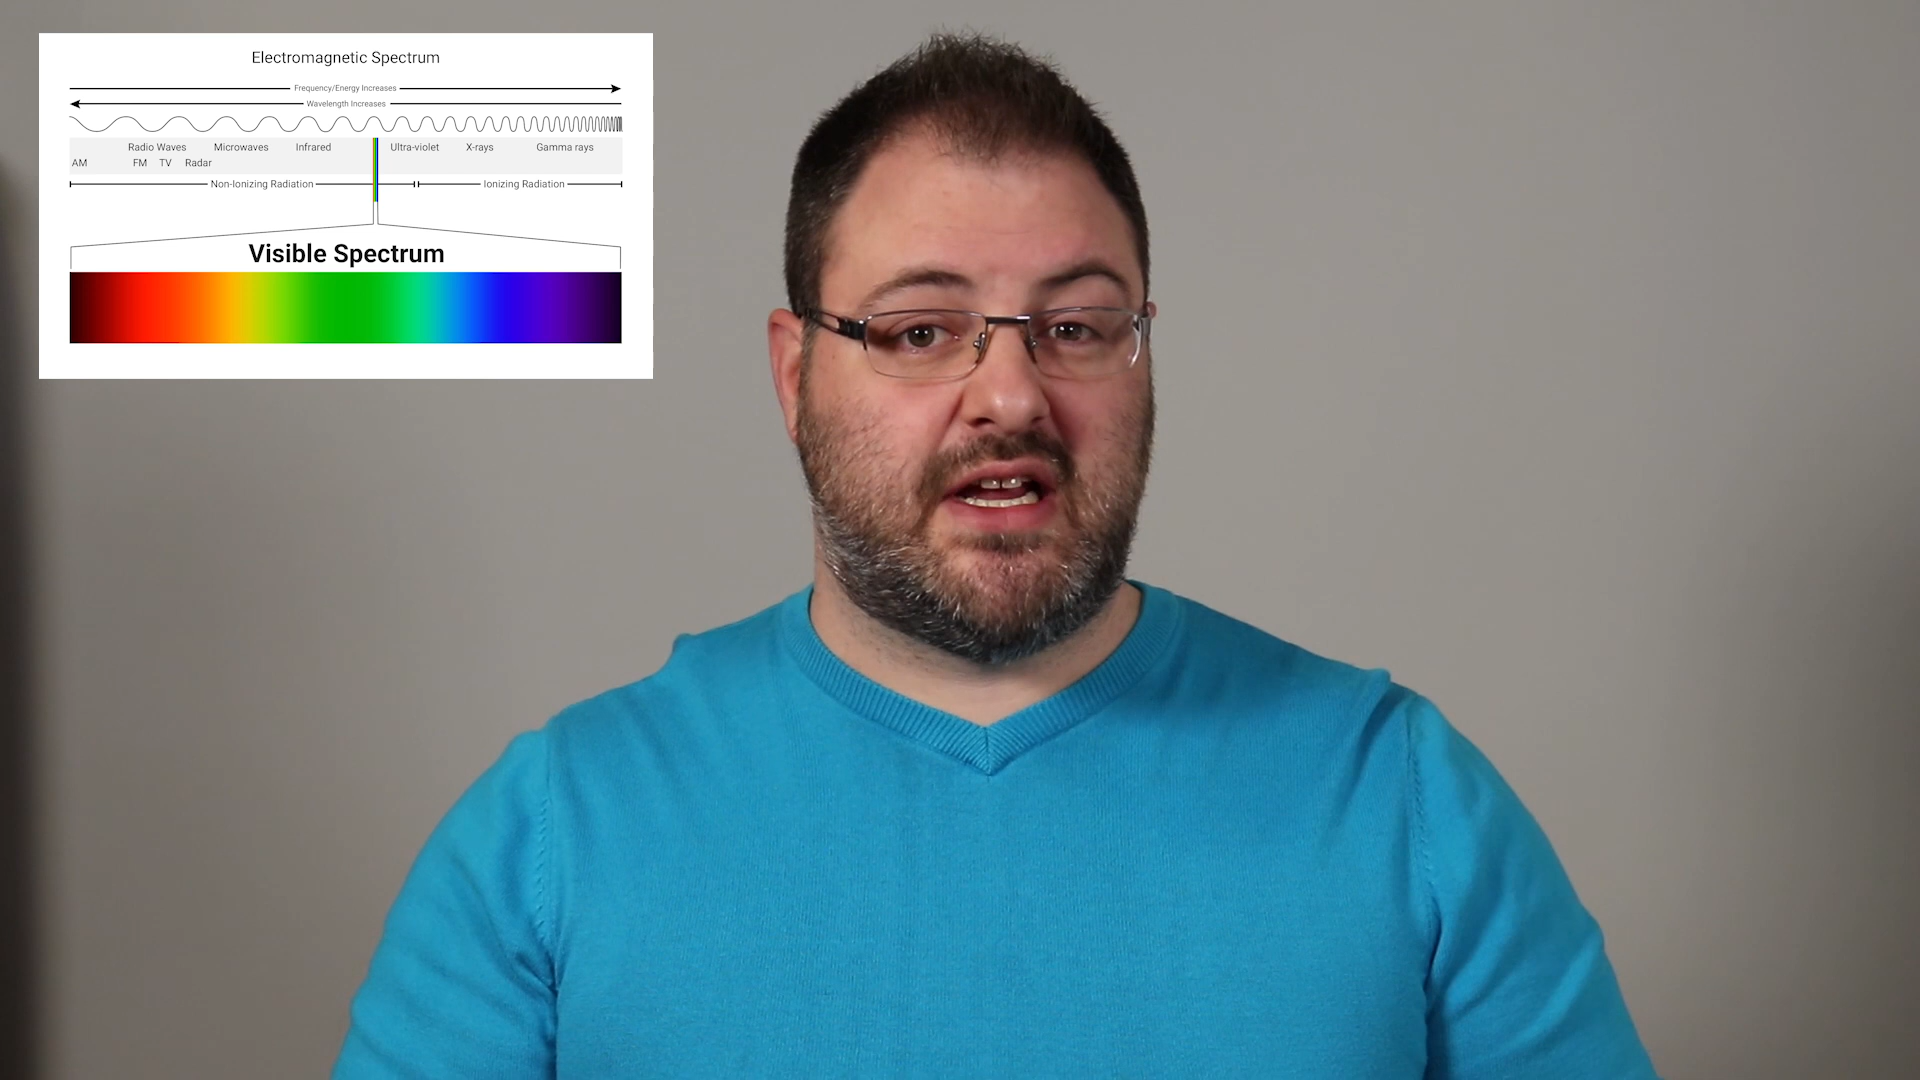 Electromagnetic Spectrum
Frequency/Energy Increases
Wavelength Increases
Radio Waves Microwaves Infrared Ultra-violet X-rays Gamma rays
AM FM TV Radar
Non-Ionizing Radiation Ionizing Radiation
Visible Spectrum